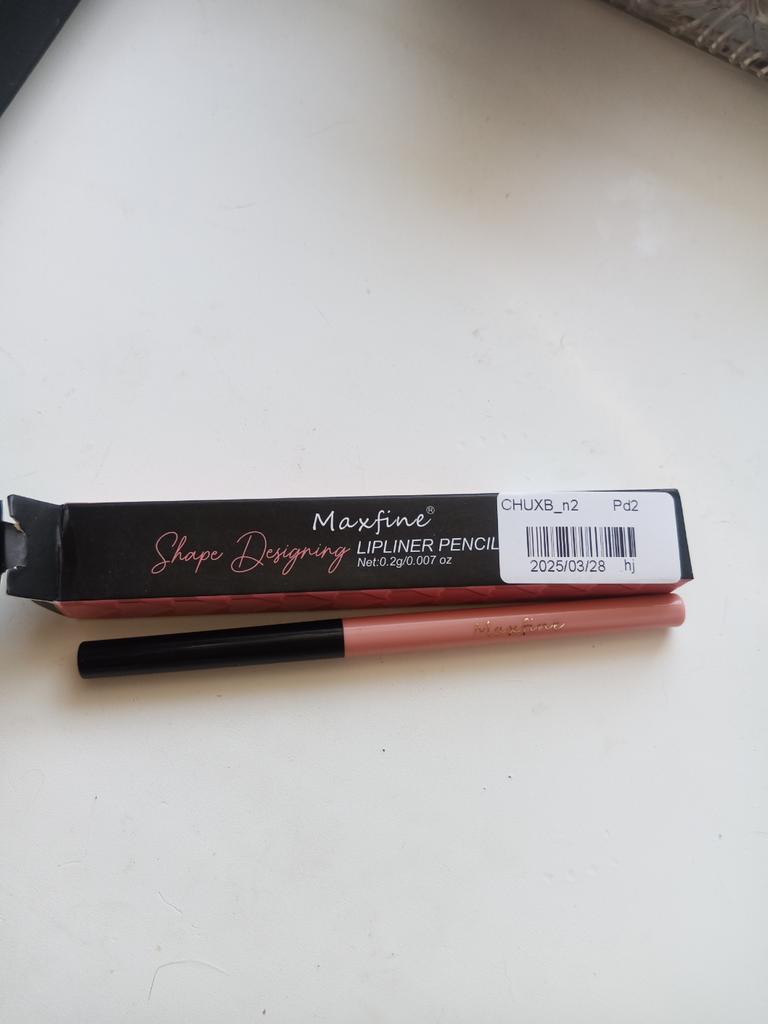 Maxfine®
Shape Designing LIPLINER PENCIL
Net:0.2g/0.007 oz
CHUXB_n2 Pd2
2025/03/28 hj
Maxfine